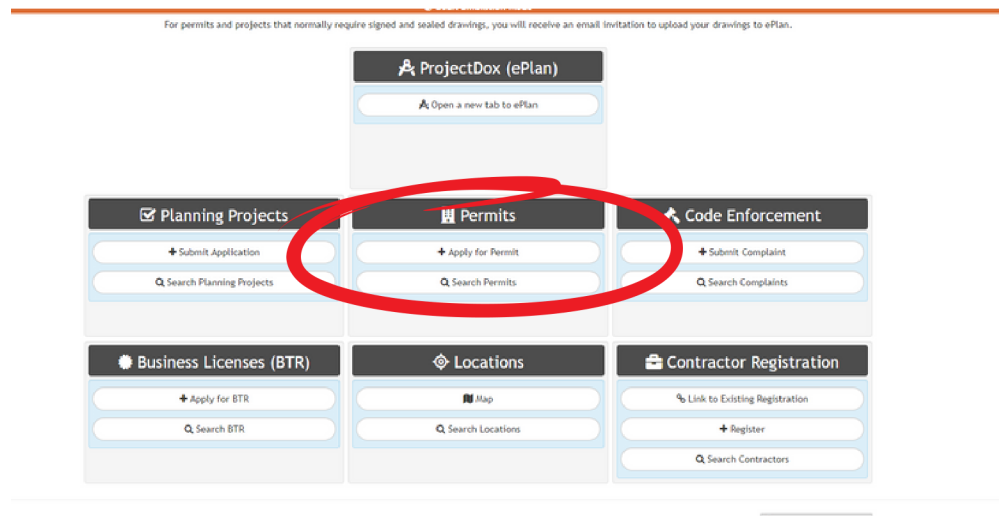 For permits and projects that normally require signed and sealed drawings, you will receive an email invitation to upload your drawings to ePlan.
ProjectDox (ePlan)
Open a new tab to ePlan
Planning Projects
Submit Application
Search Planning Projects
Permits
Apply for Permit
Search Permits
Code Enforcement
Submit Complaint
Search Complaints
Business Licenses (BTR)
Apply for BTR
Search BTR
Locations
Map
Search Locations
Contractor Registration
Link to Existing Registration
Register
Search Contractors